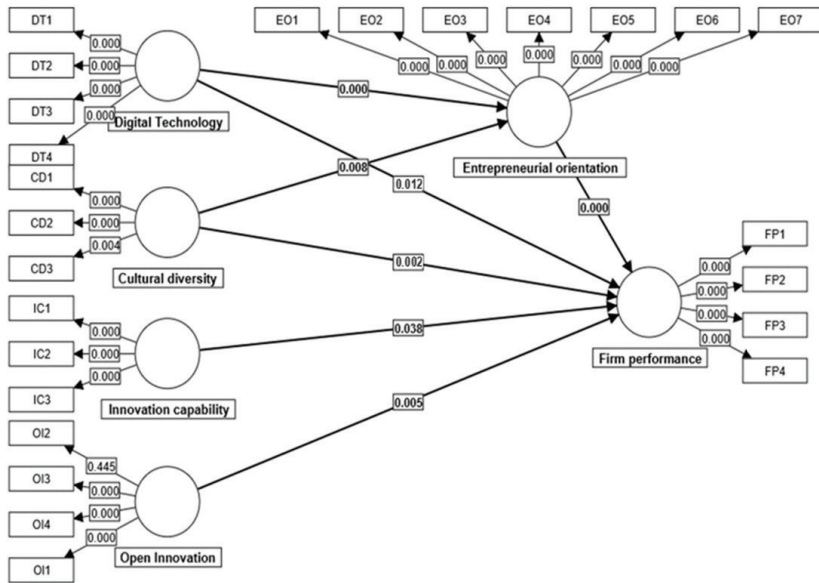 DT1
DT2
DT3
DT4
0.000
0.000
0.000
0.000
Digital Technology
CD1
CD2
CD3
0.000
0.000
0.004
Cultural diversity
IC1
IC2
IC3
0.000
0.000
0.000
Innovation capability
OI2
OI3
OI4
OI1
0.445
0.000
0.000
0.000
Open Innovation
EO1
EO2
EO3
EO4
EO5
EO6
EO7
0.000
0.000
0.000
0.000
0.000
0.000
0.000
Entrepreneurial orientation
0.000
0.008
0.012
0.000
0.002
0.038
0.005
FP1
FP2
FP3
FP4
0.000
0.000
0.000
0.000
Firm performance